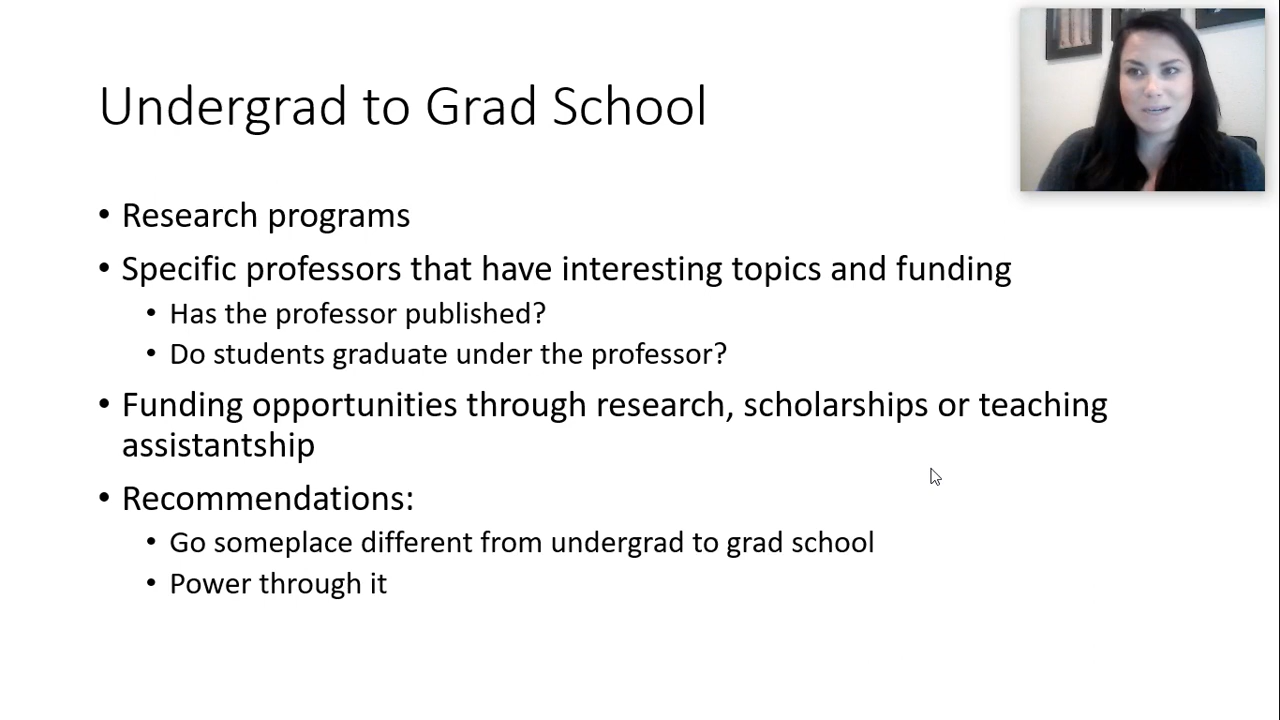 Undergrad to Grad School
• Research programs
• Specific professors that have interesting topics and funding
• Has the professor published?
• Do students graduate under the professor?
• Funding opportunities through research, scholarships or teaching
assistantship
• Recommendations:
• Go someplace different from undergrad to grad school
• Power through it